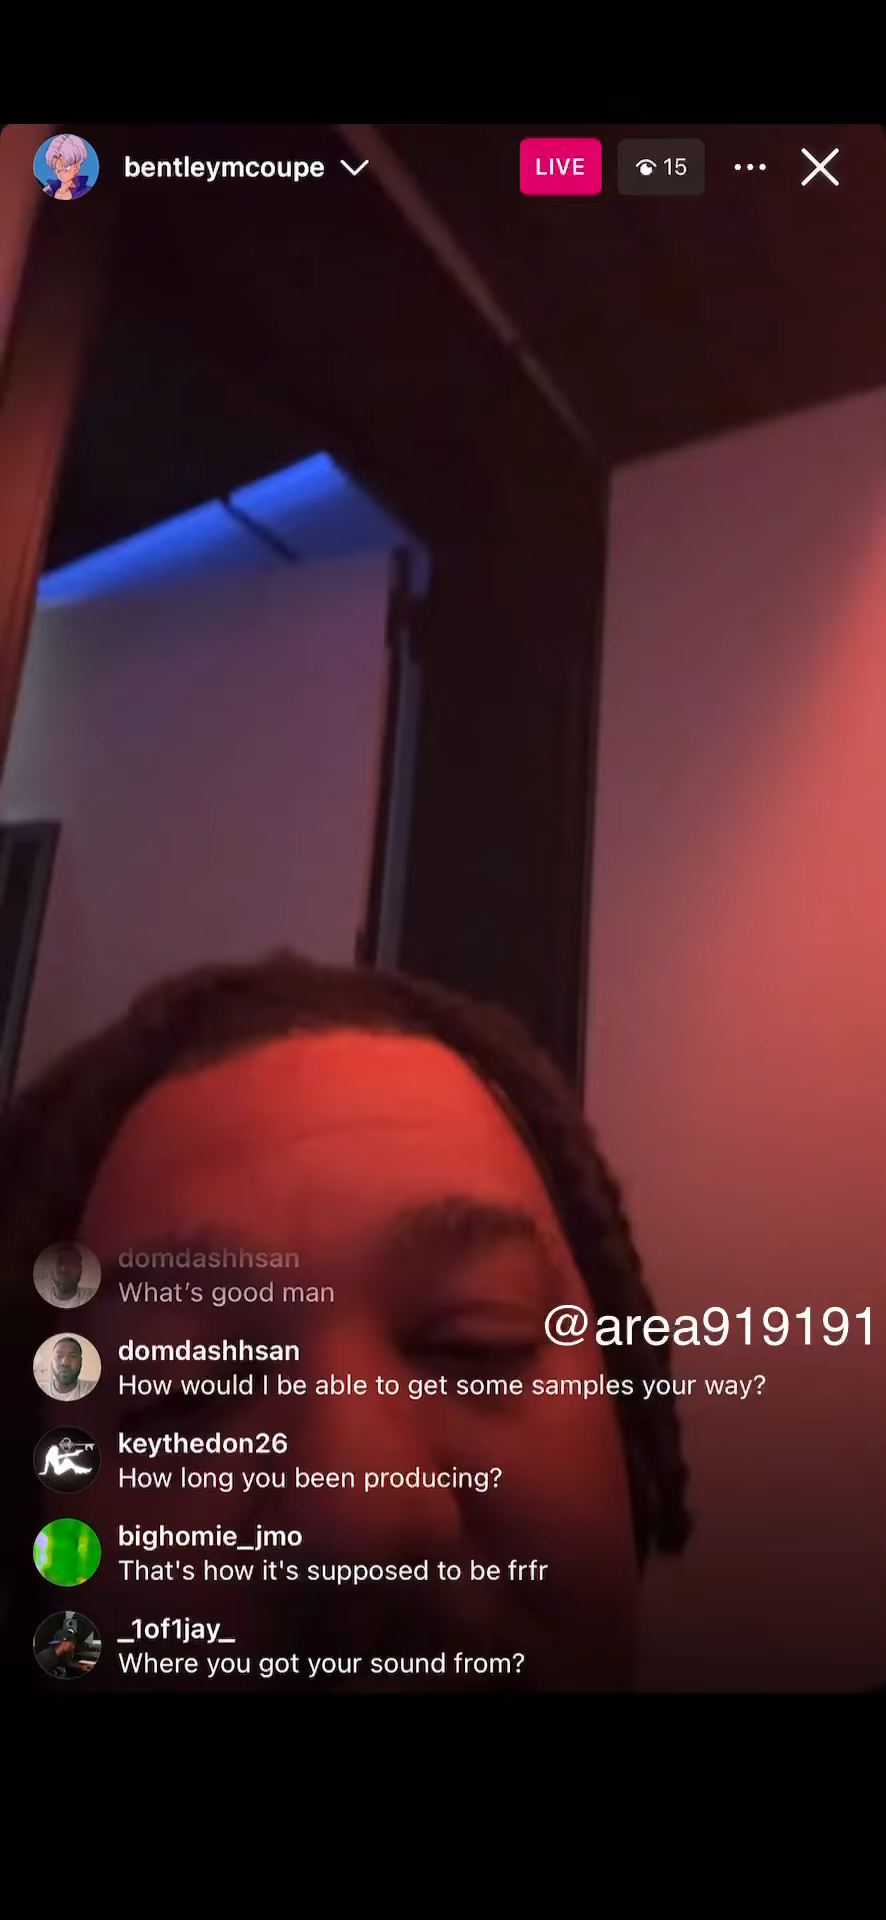 bentleymcoupe
LIVE
15
domdashhsan
What's good man
@area919191
domdashhsan
How would I be able to get some samples your way?
keythedon26
How long you been producing?
bighomie_jmo
That's how it's supposed to be frfr
_1of1jay_
Where you got your sound from?